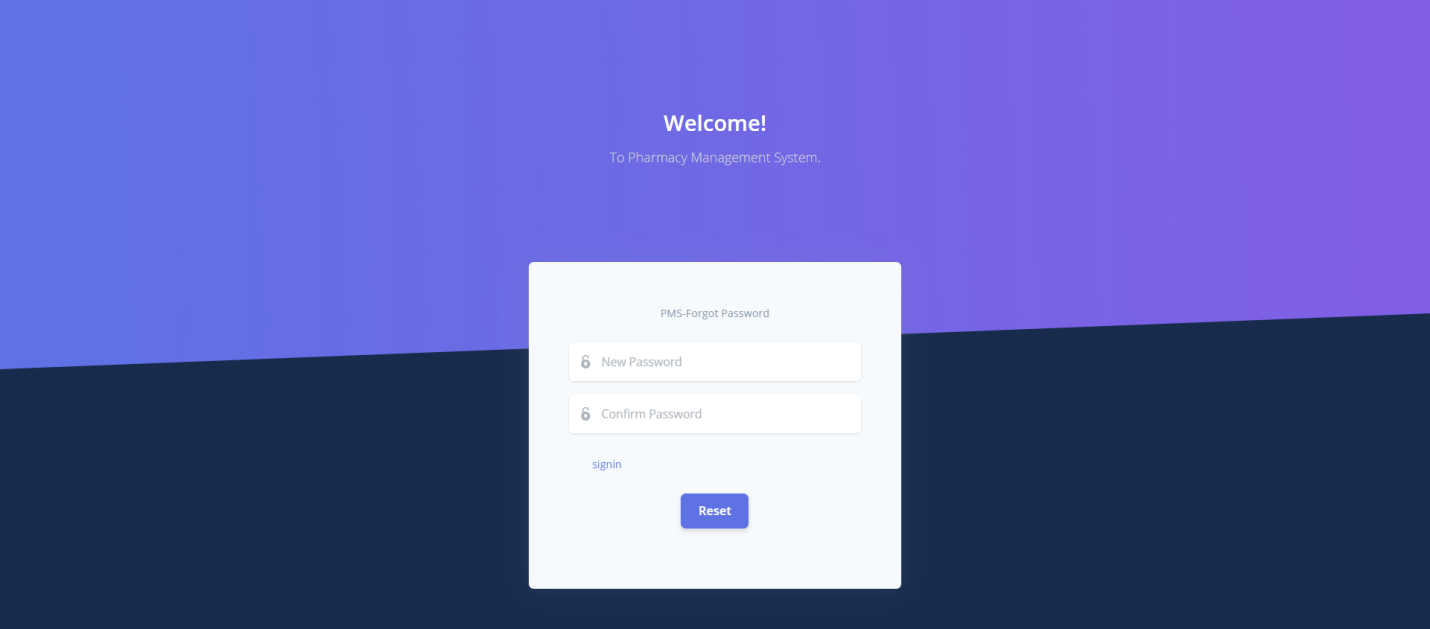 Welcome!
To Pharmacy Management System.
PMS-Forgot Password
New Password
Confirm Password
signin
Reset